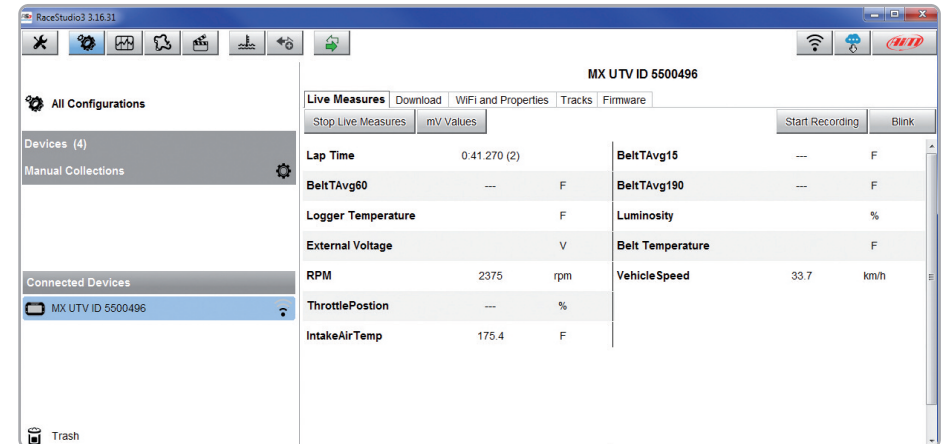 RaceStudio3 3.16.31
AiM
MX UTV ID 5500496
All Configurations
Live Measures Download WiFi and Properties Tracks Firmware
Stop Live Measures mV Values Start Recording Blink
Devices (4)
Manual Collections
Lap Time 0:41.270 (2) BeltTAvg15 --- F
BeltTAvg60 --- F BeltTAvg190 --- F
Logger Temperature F Luminosity %
External Voltage V Belt Temperature F
Connected Devices
RPM 2375 rpm VehicleSpeed 33.7 km/h
MX UTV ID 5500496
ThrottlePostion --- %
IntakeAirTemp 175.4 F
Trash